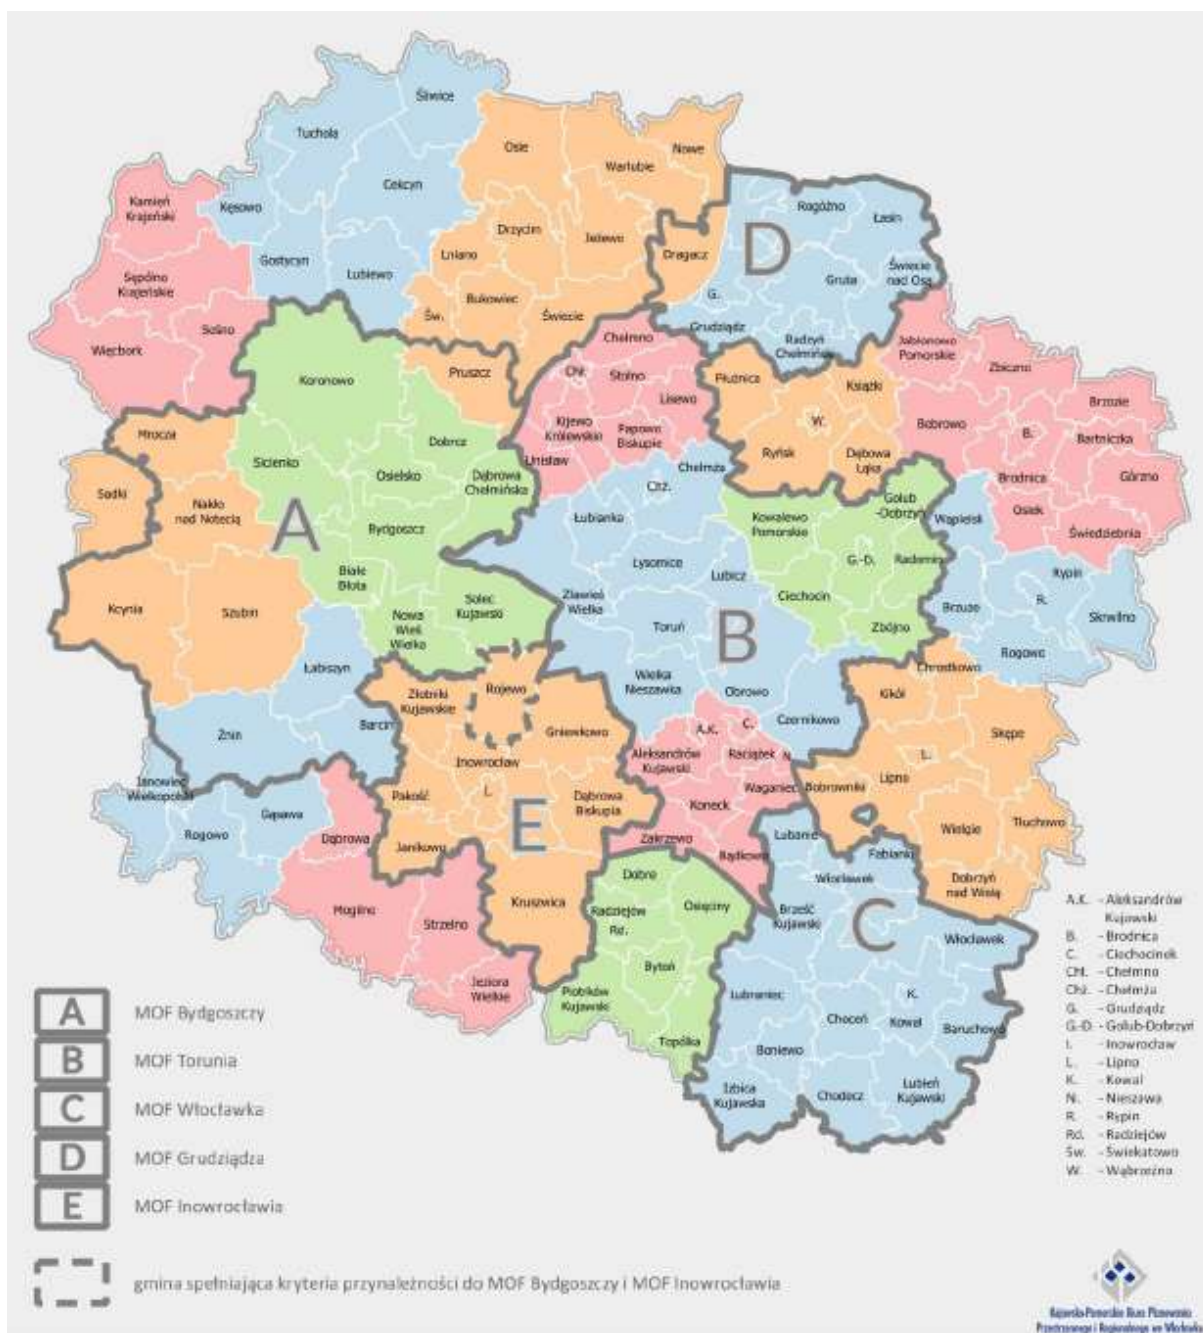 Śliwice
Tuchola
Osie
Nowe
Warlubie
Cekcyn
Kamień
Krajeński
Kęsowo
Rogóźno
Łasin
D
Drzycim
Jeżewo
Dragacz
Lniano
Gostycyn
Lubiewo
Świecie
nad Osą
Sępólno
Krajeńskie
Gruta
Bukowiec
G.
Św.
Świecie
Grudziądz
Sośno
Radzyń
Chełmiński
Chełmno
Jabłonowo
Pomorskie
Więcbork
Zbiczno
Koronowo
Pruszcz
Chł.
Stolno
Płużnica
Książki
Lisewo
Brzozie
Kijewo
Królewskie
Papowo
Biskupie
W.
Bobrowo
B.
Bartniczka
Mrocza
Dobrcz
Sicienko
Unisław
Ryńsk
Dębowa
Łąka
Chełmża
Osielsko
Dąbrowa
Chełmińska
Brodnica
Górzno
Sadki
Nakło
nad Notecią
Chż.
Golub
-Dobrzyń
Osiek
A
Bydgoszcz
Łubianka
Kowalewo
Pomorskie
Wąpielsk
Świedziebnia
Łysomice
G.-D.
Radomin
Białe
Błota
Lubicz
Rypin
Kcynia
Szubin
Solec
Kujawski
Zławieś
Wielka
Ciechocin
Brzuze
R.
Skrwilno
Nowa
Wieś
Wielka
Toruń
B
Zbójno
Rogowo
Łabiszyn
Wielka
Nieszawka
Chrostkowo
Złotniki
Kujawskie
Rojewo
Obrowo
Kikół
Żnin
Barcin
Czernikowo
Gniewkowo
A.K.
C.
Skępe
Inowrocław
Aleksandrów
Kujawski
Raciążek
N.
L.
Janowiec
Wielkopolski
Pakość
I.
Waganiec
Bobrowniki
Lipno
Dąbrowa
Biskupia
Koneck
Rogowo
Gąsawa
E
Wielgie
Tłuchowo
Dąbrowa
Janikowo
Zakrzewo
Lubanie
Bądkowo
Fabianki
Dobre
Włocławek
Dobrzyń
nad Wisłą
Kruszwica
Radziejów
Osięciny
Mogilno
Strzelno
Rd.
Brześć
Kujawski
C
Włocławek
Bytoń
Jeziora
Wielkie
Lubraniec
K.
Piotrków
Kujawski
Choceń
Kowal
Baruchowo
Topólka
Boniewo
Izbica
Kujawska
Chodecz
Lubień
Kujawski
A MOF Bydgoszczy
B MOF Torunia
C MOF Włocławka
D MOF Grudziądza
E MOF Inowrocławia
gmina spełniająca kryteria przynależności do MOF Bydgoszczy i MOF Inowrocławia
A.K. - Aleksandrów
Kujawski
B. - Brodnica
C. - Ciechocinek
Chł. - Chełmno
Chż. - Chełmża
G. - Grudziądz
G.-D. - Golub-Dobrzyń
I. - Inowrocław
L. - Lipno
K. - Kowal
N. - Nieszawa
R. - Rypin
Rd. - Radziejów
Św. - Świekatowo
W. - Wąbrzeźno
Kujawsko-Pomorskie Biuro Planowania
Przestrzennego i Regionalnego we Włocławku